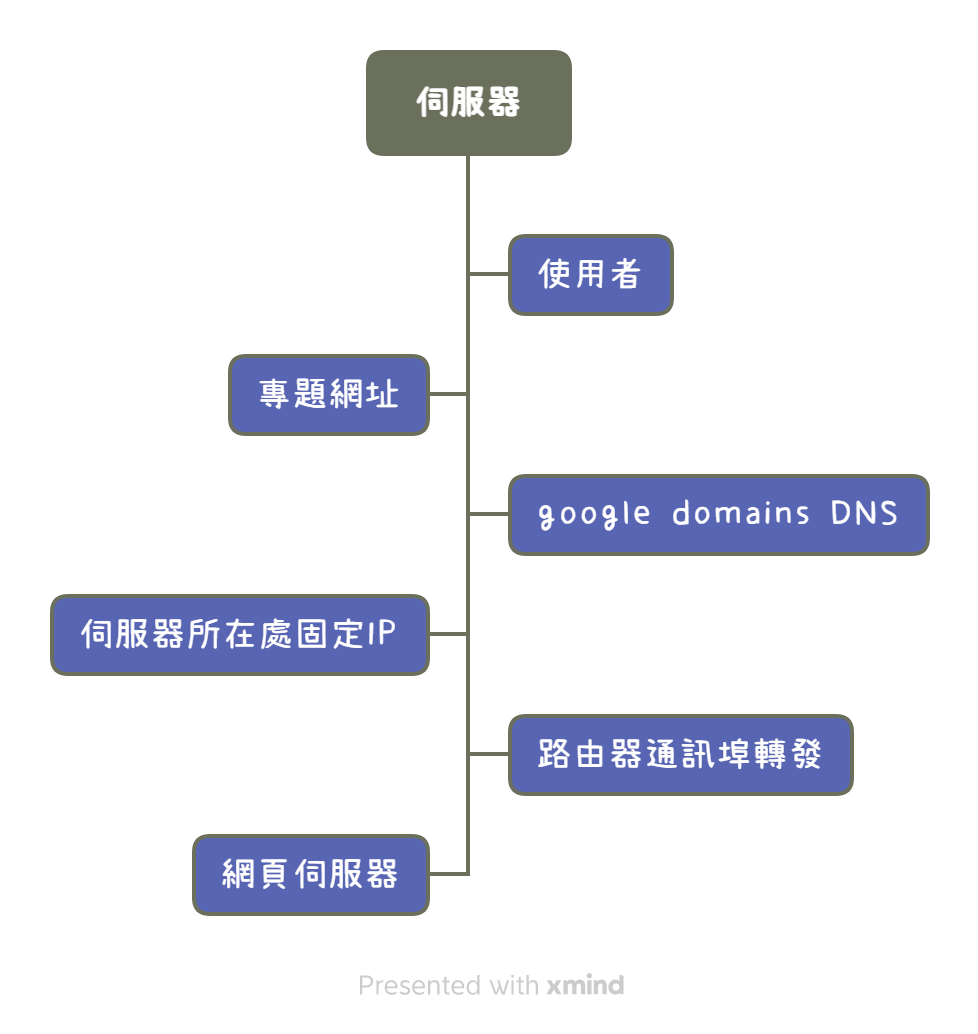 伺服器
使用者
專題網址
google domains DNS
伺服器所在處固定IP
路由器通訊埠轉發
網頁伺服器
Presented with xmind